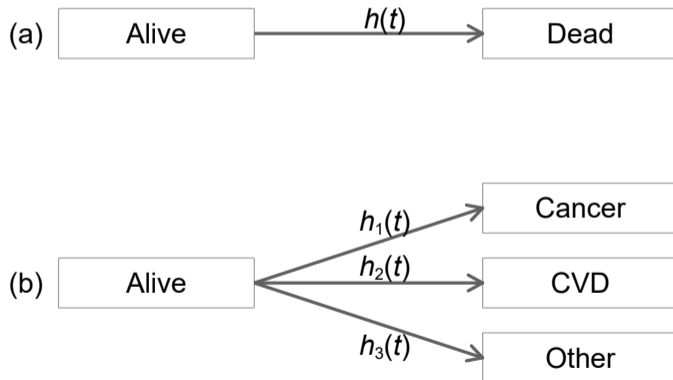 (a) Alive h(t) Dead
Cancer
h₁(t)
(b) Alive h₂(t) CVD
h₃(t)
Other